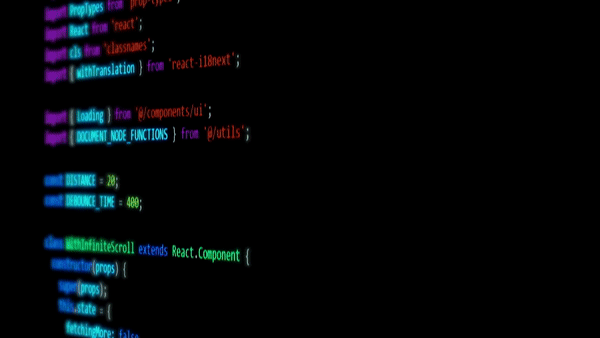 import PropTypes from 'prop-types';
import React from 'react';
import cls from 'classnames';
import { withTranslation } from 'react-i18next';
import { Loading } from '@/components/ui';
import { DOCUMENT_NODE_FUNCTIONS } from '@/utils';
const DISTANCE = 20;
const DEBOUNCE_TIME = 400;
class WithInfiniteScroll extends React.Component {
constructor(props) {
super(props);
this.state = {
fetchingMore: false